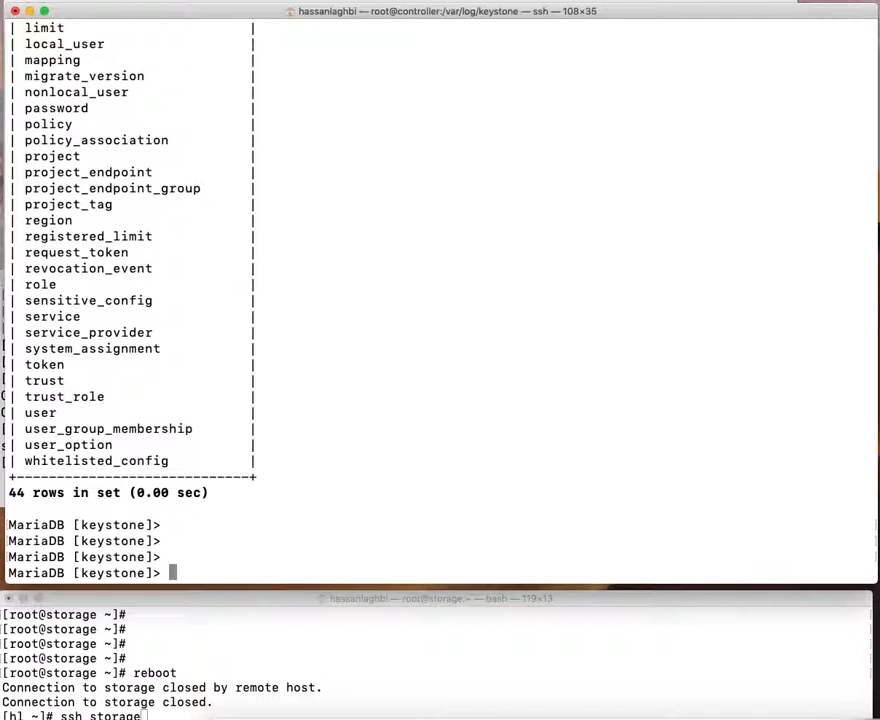 hassanlaghbi — root@controller:/var/log/keystone — ssh — 108×35
| limit |
| local_user |
| mapping |
| migrate_version |
| nonlocal_user |
| password |
| policy |
| policy_association |
| project |
| project_endpoint |
| project_endpoint_group |
| project_tag |
| region |
| registered_limit |
| request_token |
| revocation_event |
| role |
| sensitive_config |
| service |
| service_provider |
| system_assignment |
| token |
| trust |
| trust_role |
| user |
| user_group_membership |
| user_option |
| whitelisted_config |
+----------------------------+
44 rows in set (0.00 sec)
MariaDB [keystone]>
MariaDB [keystone]>
MariaDB [keystone]>
MariaDB [keystone]>
hassanlaghbi — root@storage:~ — bash — 119×13
[root@storage ~]#
[root@storage ~]#
[root@storage ~]#
[root@storage ~]#
[root@storage ~]# reboot
Connection to storage closed by remote host.
Connection to storage closed.
[hl ~]# ssh storage